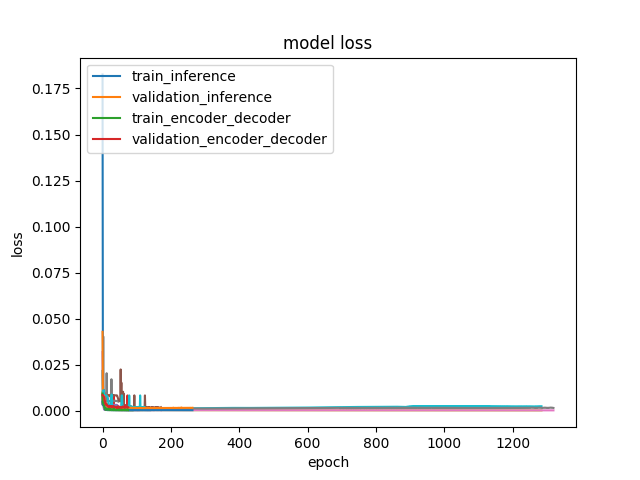 model loss
train_inference
validation_inference
train_encoder_decoder
validation_encoder_decoder
0.175
0.150
0.125
0.100
0.075
0.050
0.025
0.000
loss
0 200 400 600 800 1000 1200
epoch